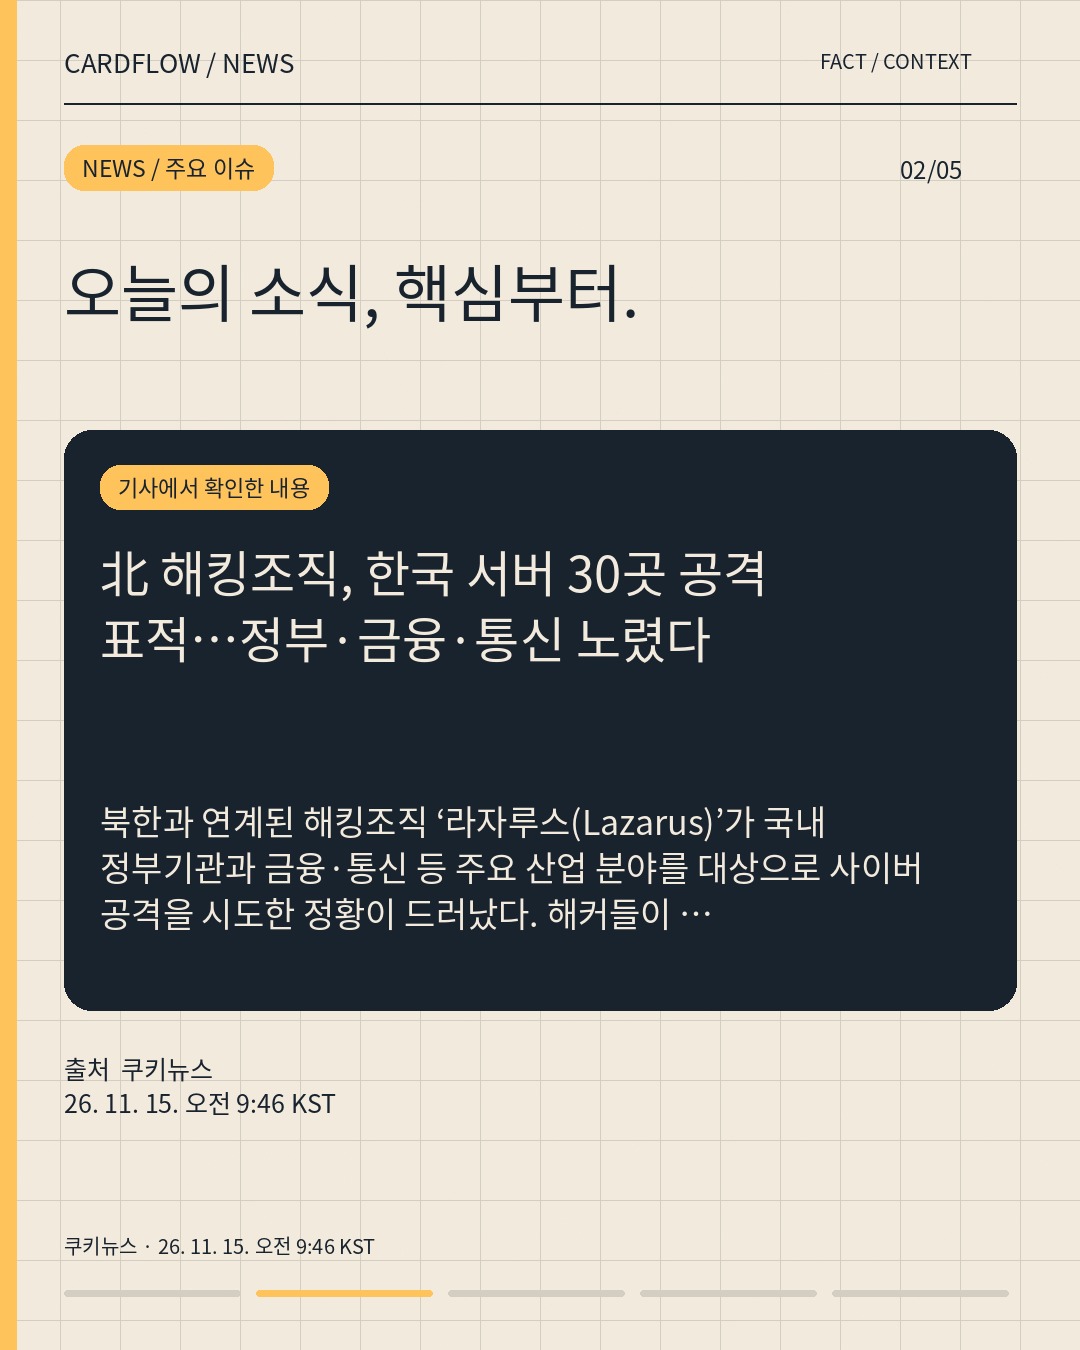 CARDFLOW / NEWS
FACT / CONTEXT
NEWS / 주요 이슈
02/05
오늘의 소식, 핵심부터.
기사에서 확인한 내용
北 해킹조직, 한국 서버 30곳 공격
표적…정부·금융·통신 노렸다
북한과 연계된 해킹조직 ‘라자루스(Lazarus)’가 국내
정부기관과 금융·통신 등 주요 산업 분야를 대상으로 사이버
공격을 시도한 정황이 드러났다. 해커들이 …
출처 쿠키뉴스
26. 11. 15. 오전 9:46 KST
쿠키뉴스 · 26. 11. 15. 오전 9:46 KST